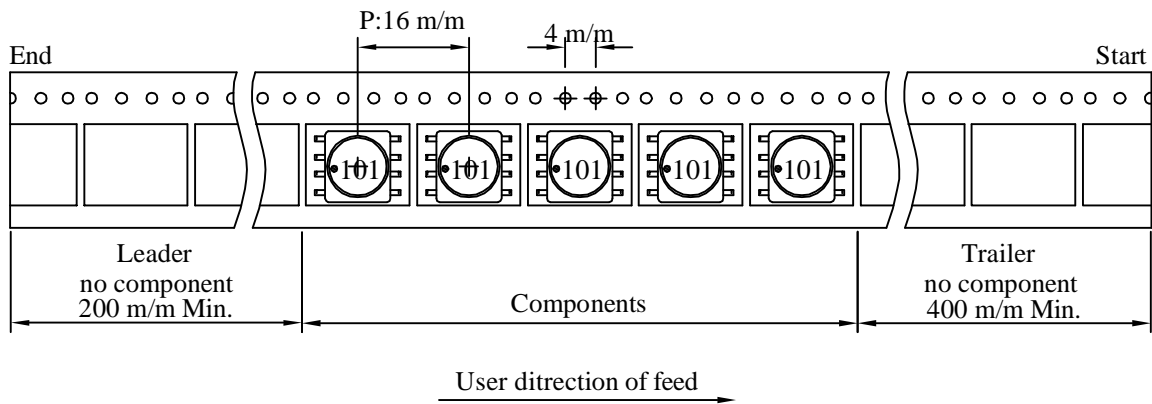 P:16 m/m
4 m/m
End
Start
101
101
101
101
101
Leader
no component
200 m/m Min.
Components
Trailer
no component
400 m/m Min.
User ditrection of feed